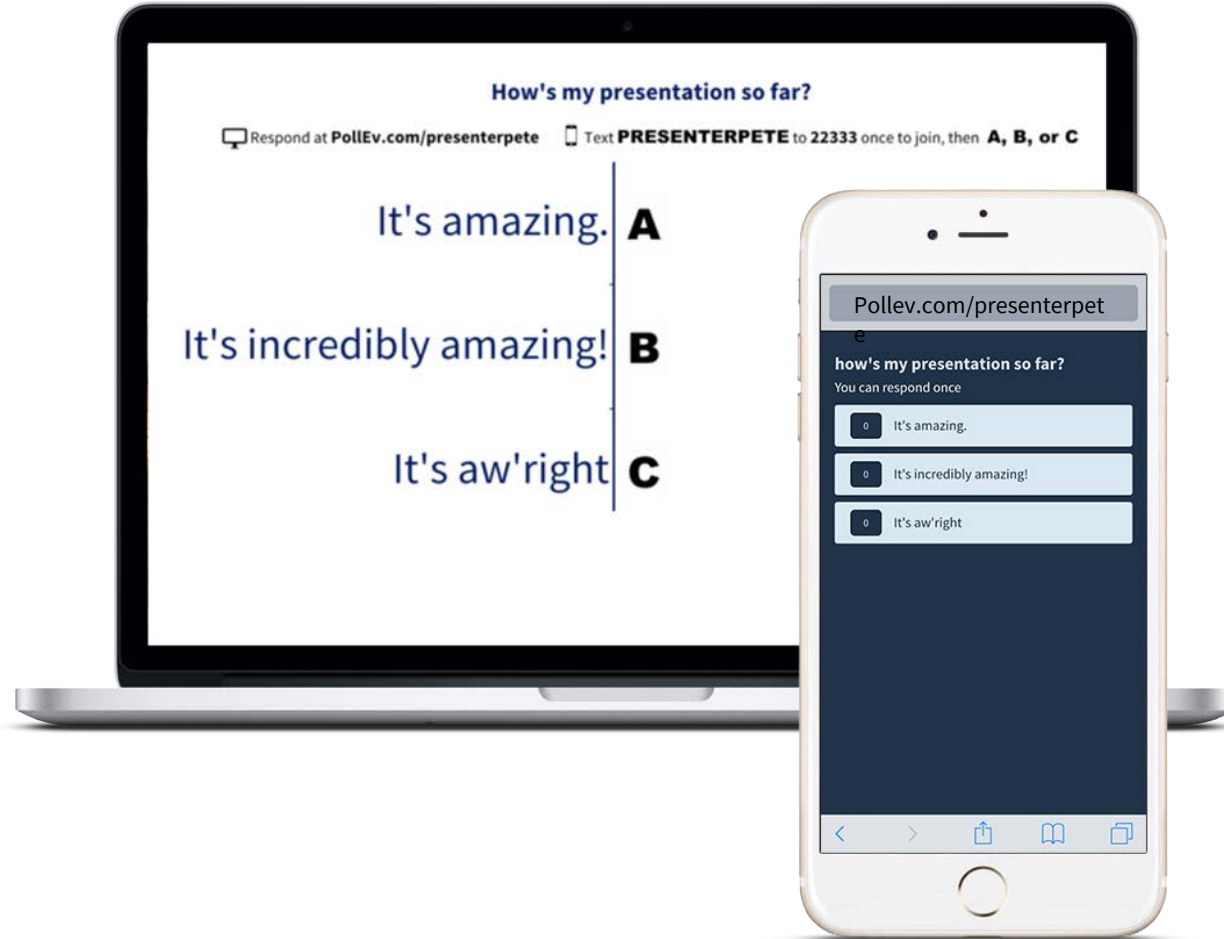 How's my presentation so far?
Respond at PollEv.com/presenterpete Text PRESENTERPETE to 22333 once to join, then A, B, or C
It's amazing. A
It's incredibly amazing! B
It's aw'right C
Pollev.com/presenterpet
e
how's my presentation so far?
You can respond once
0 It's amazing.
0 It's incredibly amazing!
0 It's aw'right